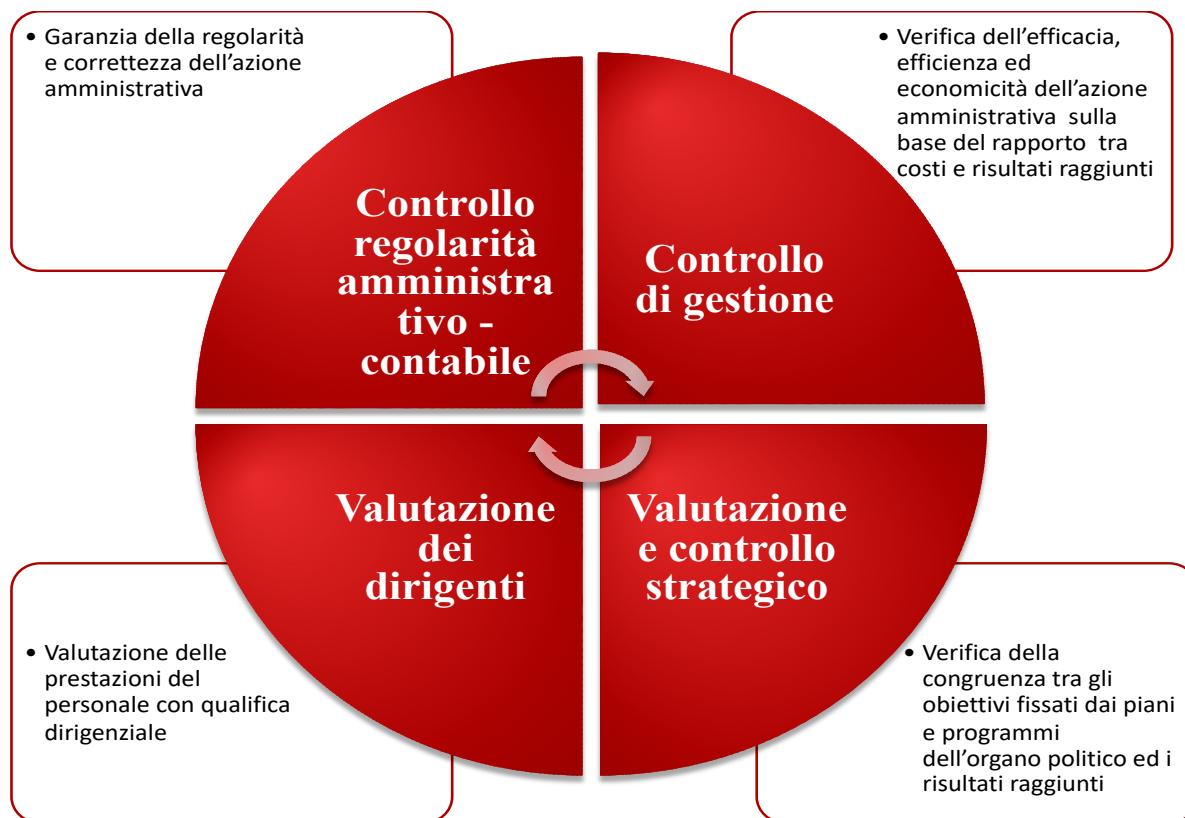 • Garanzia della regolarità
e correttezza dell’azione
amministrativa
• Verifica dell’efficacia,
efficienza ed
economicità dell’azione
amministrativa sulla
base del rapporto tra
costi e risultati raggiunti
Controllo
regolarità
amministra
tivo -
contabile
Controllo
di gestione
Valutazione
dei
dirigenti
Valutazione
e controllo
strategico
• Valutazione delle
prestazioni del
personale con qualifica
dirigenziale
• Verifica della
congruenza tra gli
obiettivi fissati dai piani
e programmi
dell’organo politico ed i
risultati raggiunti